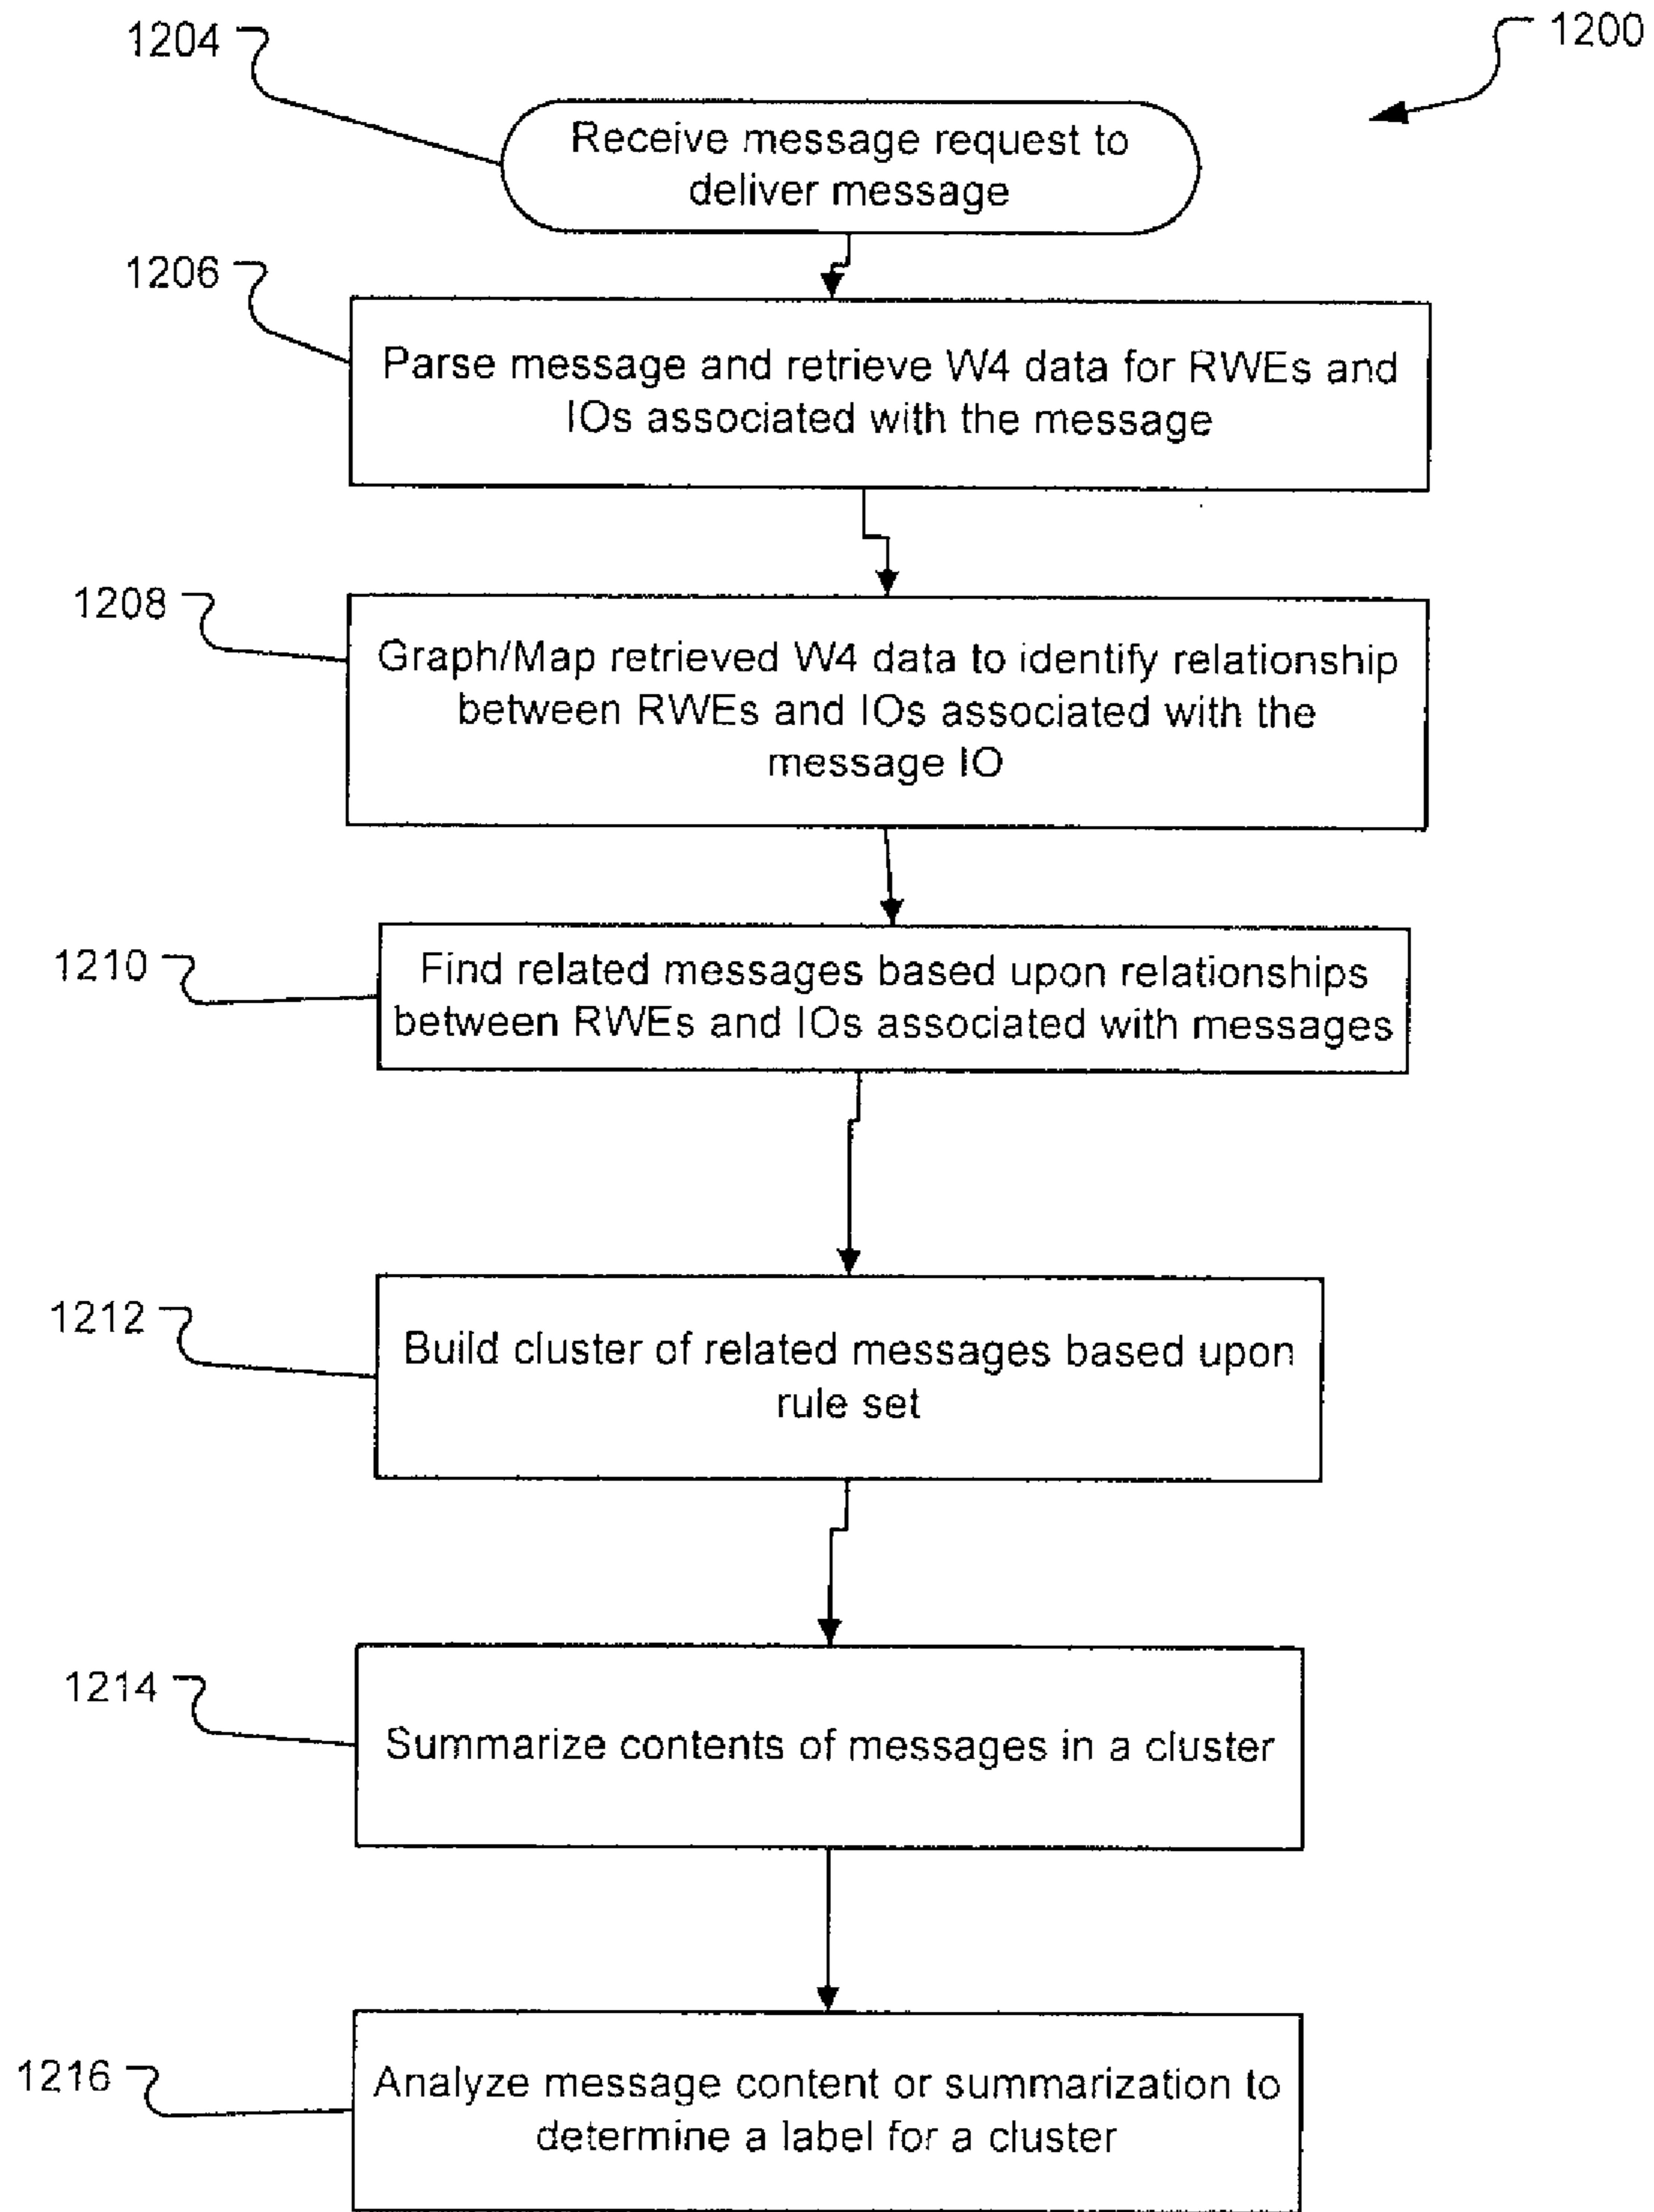 1204
1200
Receive message request to
deliver message
1206
Parse message and retrieve W4 data for RWEs and
IOs associated with the message
1208
Graph/Map retrieved W4 data to identify relationship
between RWEs and IOs associated with the
message IO
1210
Find related messages based upon relationships
between RWEs and IOs associated with messages
1212
Build cluster of related messages based upon
rule set
1214
Summarize contents of messages in a cluster
1216
Analyze message content or summarization to
determine a label for a cluster